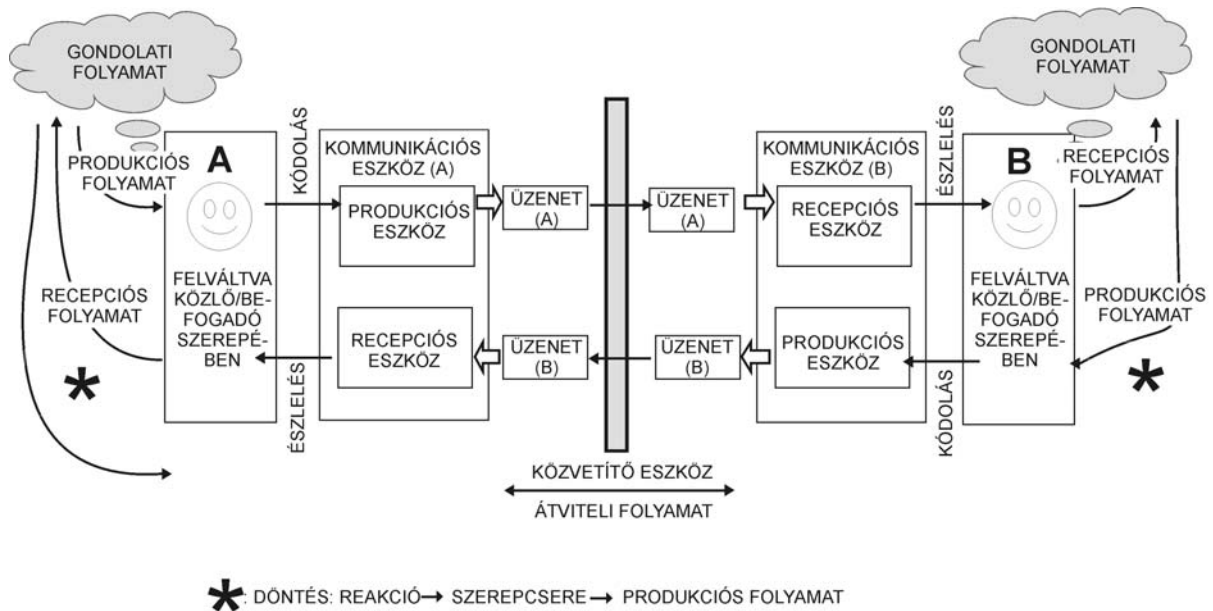 GONDOLATI
FOLYAMAT
PRODUKCIÓS
FOLYAMAT
RECEPCIÓS
FOLYAMAT
*
A
FELVÁLTVA
KÖZLŐ/BE-
FOGADÓ
SZEREPÉ-
BEN
KÓDOLÁS
ÉSZLELÉS
KOMMUNIKÁCIÓS
ESZKÖZ (A)
PRODUKCIÓS
ESZKÖZ
RECEPCIÓS
ESZKÖZ
ÜZENET
(A)
ÜZENET
(B)
ÜZENET
(A)
ÜZENET
(B)
KÖZVETÍTŐ ESZKÖZ
ÁTVITELI FOLYAMAT
KOMMUNIKÁCIÓS
ESZKÖZ (B)
RECEPCIÓS
ESZKÖZ
PRODUKCIÓS
ESZKÖZ
ÉSZLELÉS
KÓDOLÁS
B
FELVÁLTVA
KÖZLŐ/BE-
FOGADÓ
SZEREPÉ-
BEN
GONDOLATI
FOLYAMAT
RECEPCIÓS
FOLYAMAT
PRODUKCIÓS
FOLYAMAT
*
*: DÖNTÉS: REAKCIÓ → SZEREPCSERE → PRODUKCIÓS FOLYAMAT